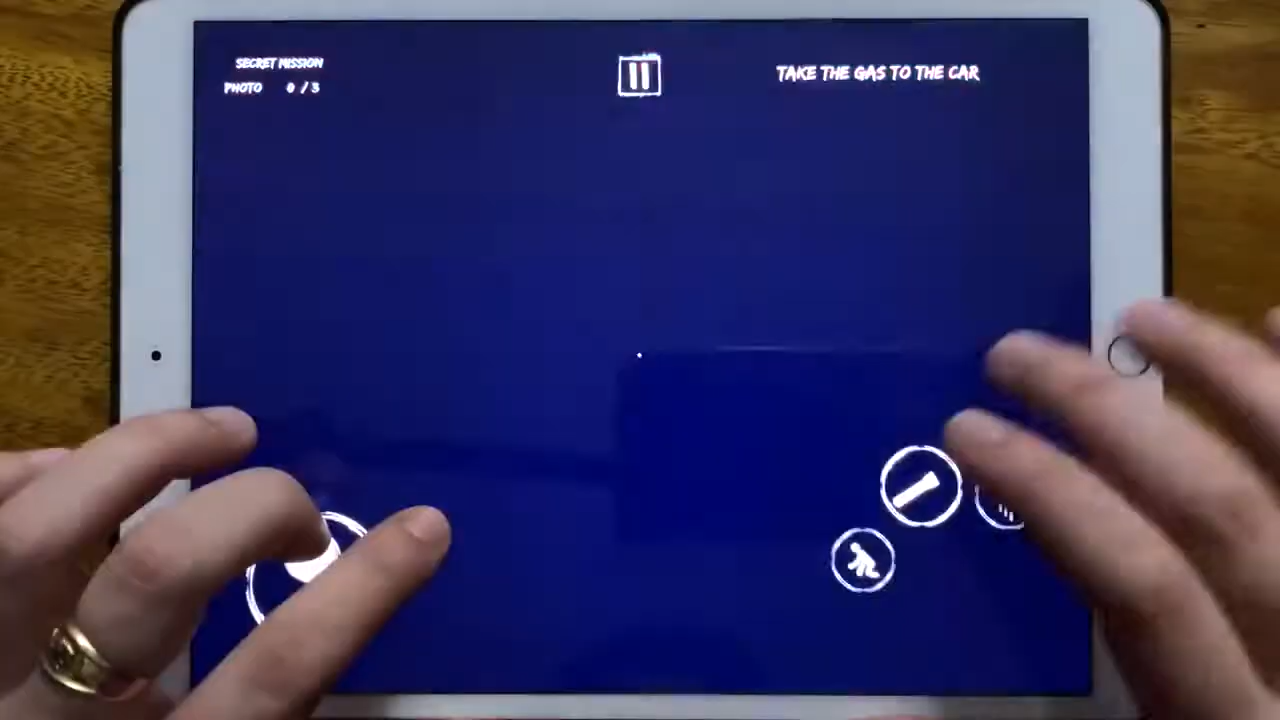 SECRET MISSION
PHOTO 0 / 3
TAKE THE GAS TO THE CAR